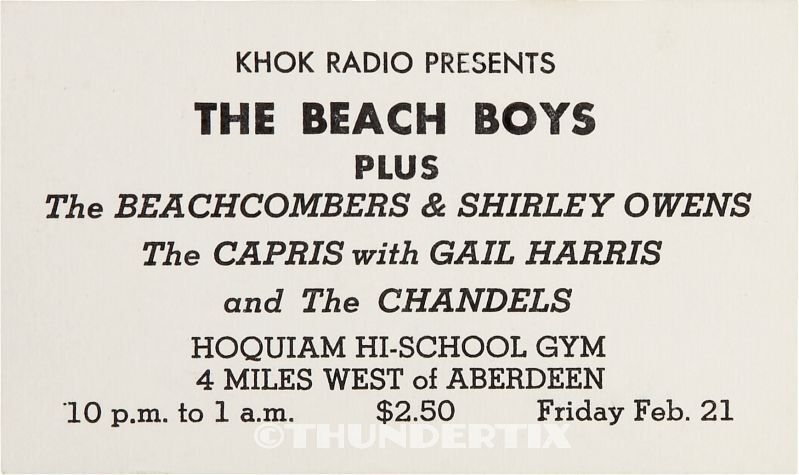 KHOK RADIO PRESENTS
THE BEACH BOYS
PLUS
The BEACHCOMBERS & SHIRLEY OWENS
The CAPRIS with GAIL HARRIS
and The CHANDELS
HOQUIAM HI-SCHOOL GYM
4 MILES WEST of ABERDEEN
10 p.m. to 1 a.m. $2.50 Friday Feb. 21
©THUNDERTIX